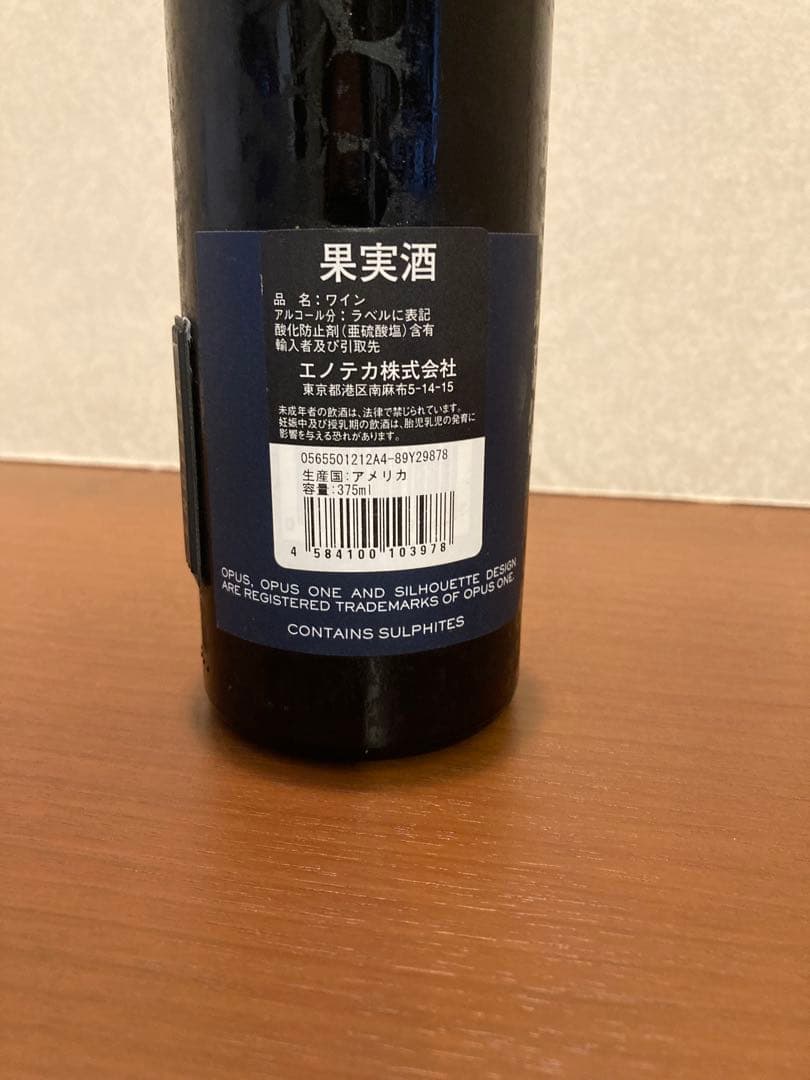 果実酒
品 名：ワイン
アルコール分：ラベルに表記
酸化防止剤（亜硫酸塩）含有
輸入者及び引取先
エノテカ株式会社
東京都港区南麻布5-14-15
未成年者の飲酒は、法律で禁じられています。
妊娠中及び授乳期の飲酒は、胎児乳児の発育に
影響を与える恐れがあります。
0565501212A4-89Y29878
生産国：アメリカ
容量：375ml
4 584100 103978
OPUS, OPUS ONE AND SILHOUETTE DESIGN
ARE REGISTERED TRADEMARKS OF OPUS ONE.
CONTAINS SULPHITES